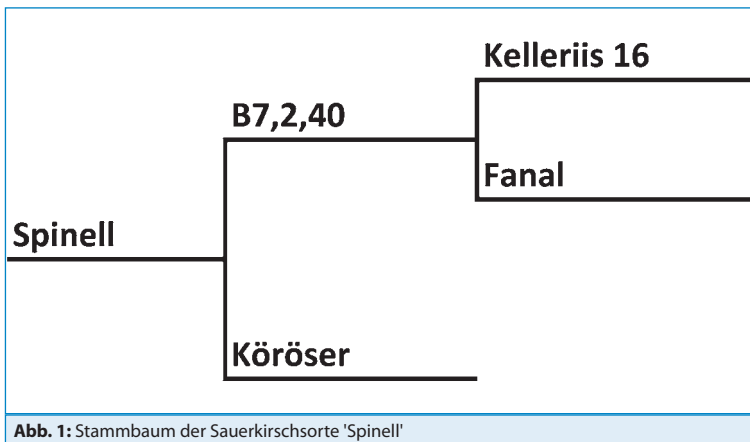 Kelleriis 16
B7,2,40
Fanal
Spinell
Köröser
Abb. 1: Stammbaum der Sauerkirschsorte 'Spinell'